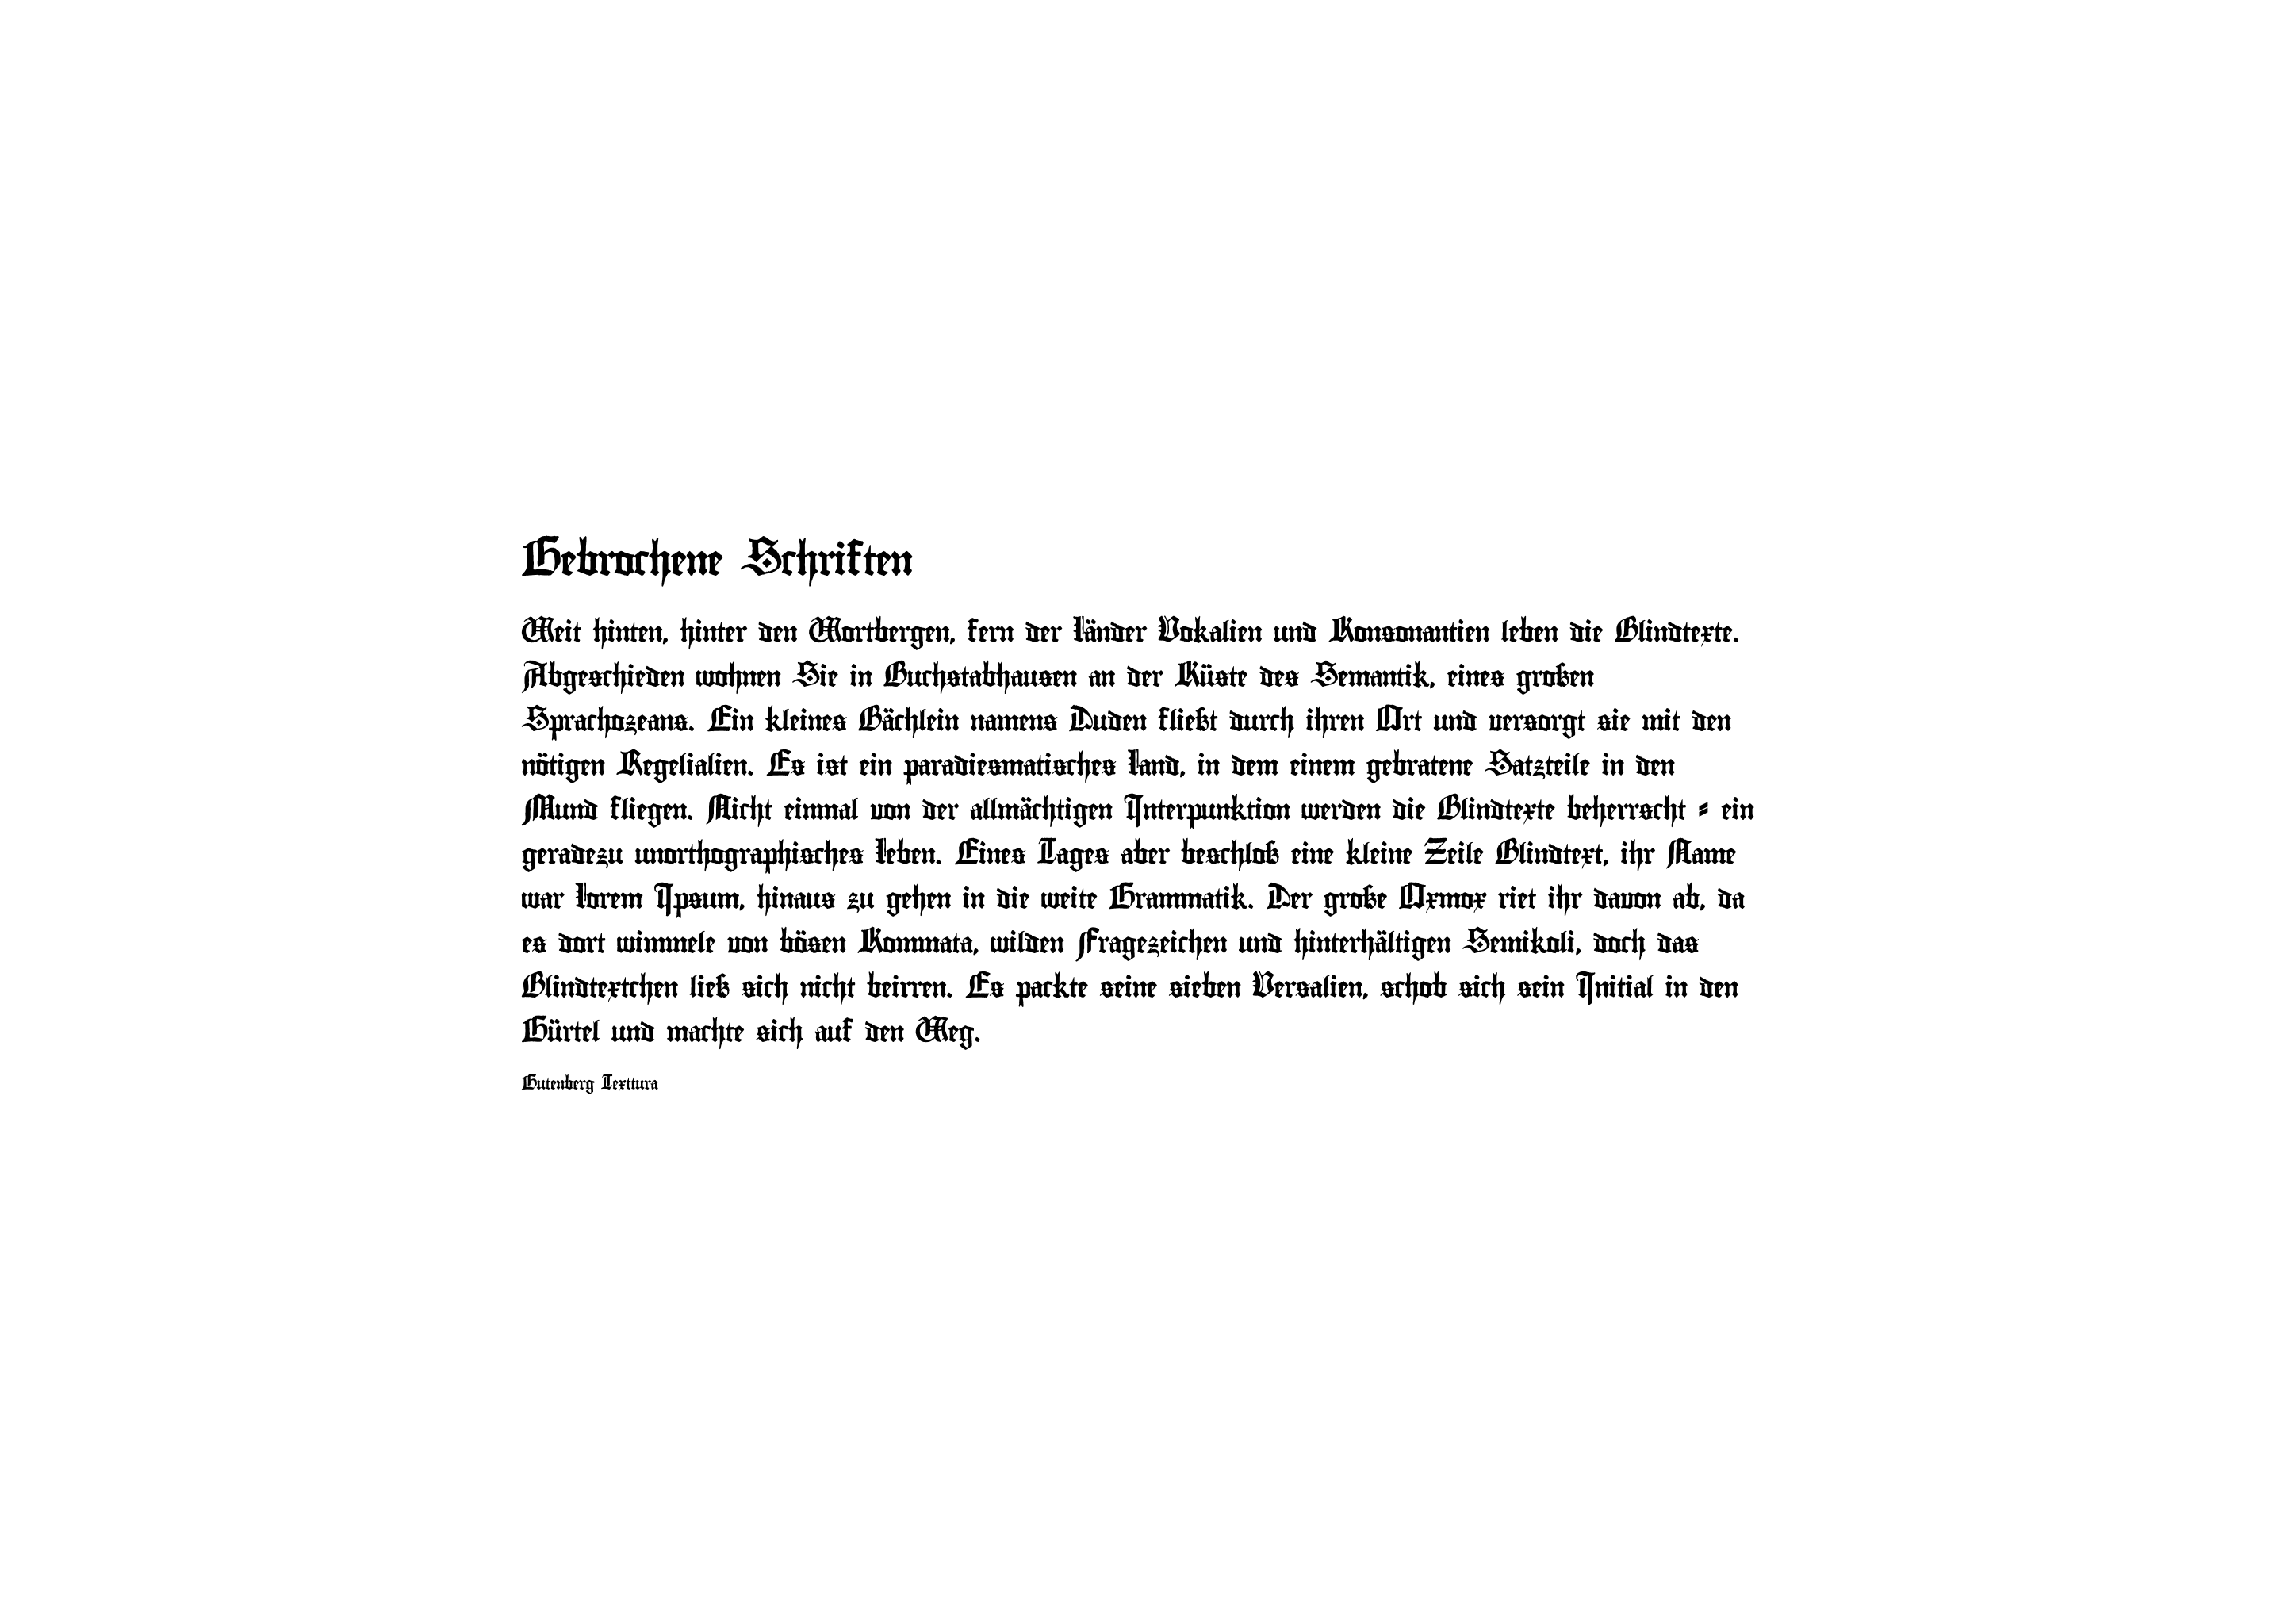 Gebrochene Schriften
Weit hinten, hinter den Wortbergen, fern der Länder Vokalien und Konsonantien leben die Blindtexte.
Abgeschieden wohnen Sie in Buchstabhausen an der Küste des Semantik, eines großen
Sprachozeans. Ein kleines Bächlein namens Duden fließt durch ihren Ort und versorgt sie mit den
nötigen Regelialien. Es ist ein paradiesmatisches Land, in dem einem gebratene Satzteile in den
Mund fliegen. Nicht einmal von der allmächtigen Interpunktion werden die Blindtexte beherrscht - ein
geradezu unorthographisches Leben. Eines Tages aber beschloß eine kleine Zeile Blindtext, ihr Name
war Lorem Ipsum, hinaus zu gehen in die weite Grammatik. Der große Oxmox riet ihr davon ab, da
es dort wimmele von bösen Kommata, wilden Fragezeichen und hinterhältigen Semikoli, doch das
Blindtextchen ließ sich nicht beirren. Es packte seine sieben Versalien, schob sich sein Initial in den
Gürtel und machte sich auf den Weg.
Gutenberg Texttura